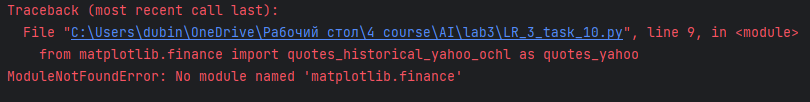 Traceback (most recent call last):
File "C:\Users\dubin\OneDrive\Рабочий стол\4 course\AI\lab3\LR_3_task_10.py", line 9, in <module>
from matplotlib.finance import quotes_historical_yahoo_ochl as quotes_yahoo
ModuleNotFoundError: No module named 'matplotlib.finance'